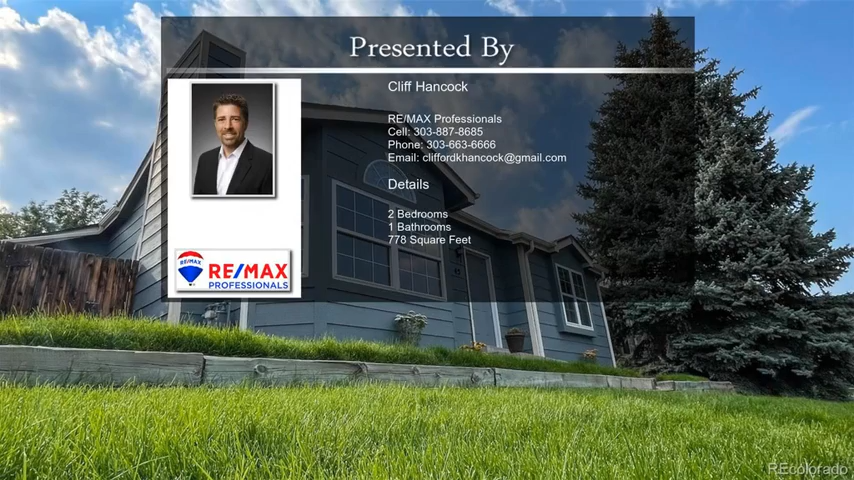 Presented By
Cliff Hancock
RE/MAX Professionals
Cell: 303-887-8685
Phone: 303-663-6666
Email: cliffordkhancock@gmail.com
Details
2 Bedrooms
1 Bathrooms
778 Square Feet
RE/MAX
RE/MAX
PROFESSIONALS
REcolorado